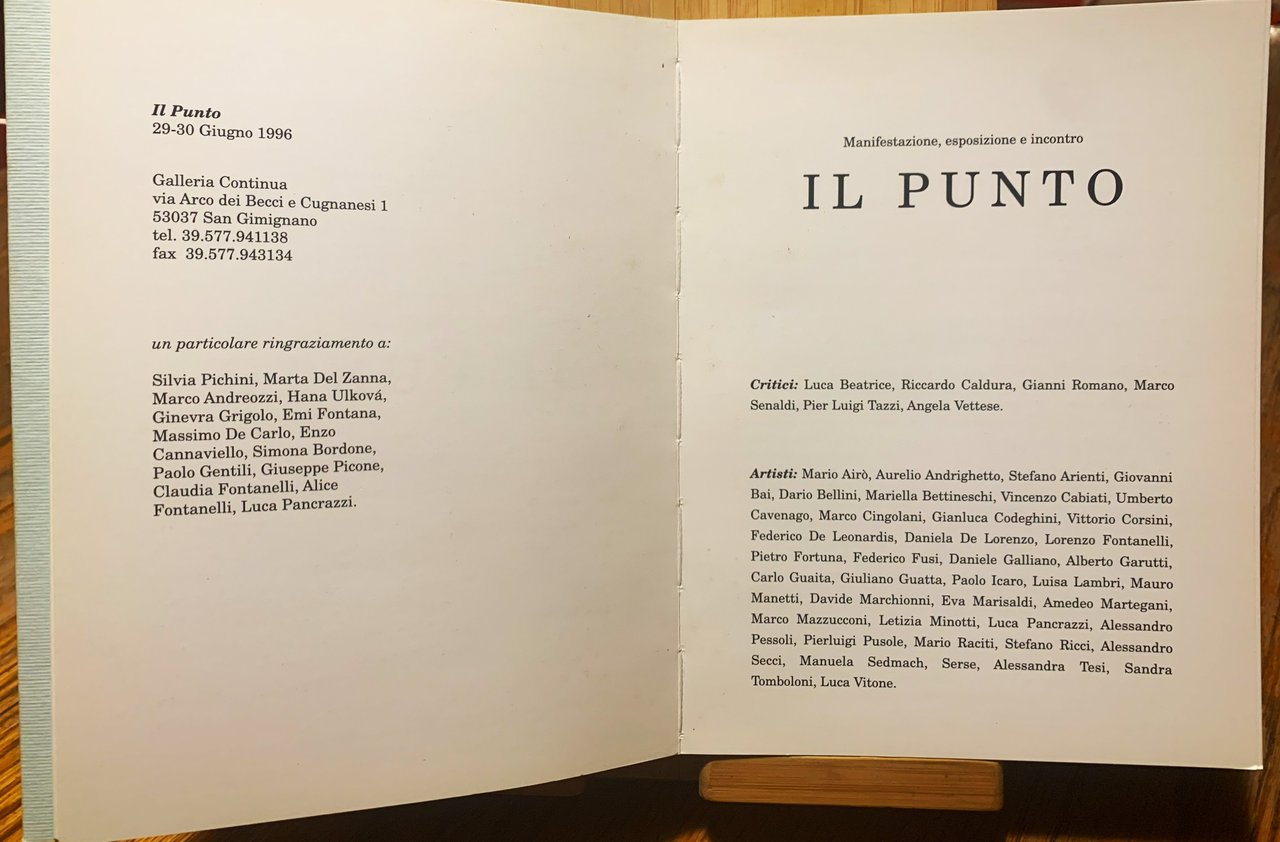 Il Punto
29-30 Giugno 1996
Galleria Continua
via Arco dei Becci e Cugnanesi 1
53037 San Gimignano
tel. 39.577.941138
fax 39.577.943134
un particolare ringraziamento a:
Silvia Pichini, Marta Del Zanna,
Marco Andreozzi, Hana Ulková,
Ginevra Grigolo, Emi Fontana,
Massimo De Carlo, Enzo
Cannaviello, Simona Bordone,
Paolo Gentili, Giuseppe Picone,
Claudia Fontanelli, Alice
Fontanelli, Luca Pancrazzi.
Manifestazione, esposizione e incontro
IL PUNTO
Critici: Luca Beatrice, Riccardo Caldura, Gianni Romano, Marco
Senaldi, Pier Luigi Tazzi, Angela Vettese.
Artisti: Mario Airò, Aurelio Andrighetto, Stefano Arienti, Giovanni
Bai, Dario Bellini, Mariella Bettineschi, Vincenzo Cabiati, Umberto
Cavenago, Marco Cingolani, Gianluca Codeghini, Vittorio Corsini,
Federico De Leonardis, Daniela De Lorenzo, Lorenzo Fontanelli,
Pietro Fortuna, Federico Fusi, Daniele Galliano, Alberto Garutti,
Carlo Guaita, Giuliano Guatta, Paolo Icaro, Luisa Lambri, Mauro
Manetti, Davide Marchionni, Eva Marisaldi, Amedeo Martegani,
Marco Mazzucconi, Letizia Minotti, Luca Pancrazzi, Alessandro
Pessoli, Pierluigi Pusole, Mario Raciti, Stefano Ricci, Alessandro
Secci, Manuela Sedmach, Serse, Alessandra Tesi, Sandra
Tomboloni, Luca Vitone.